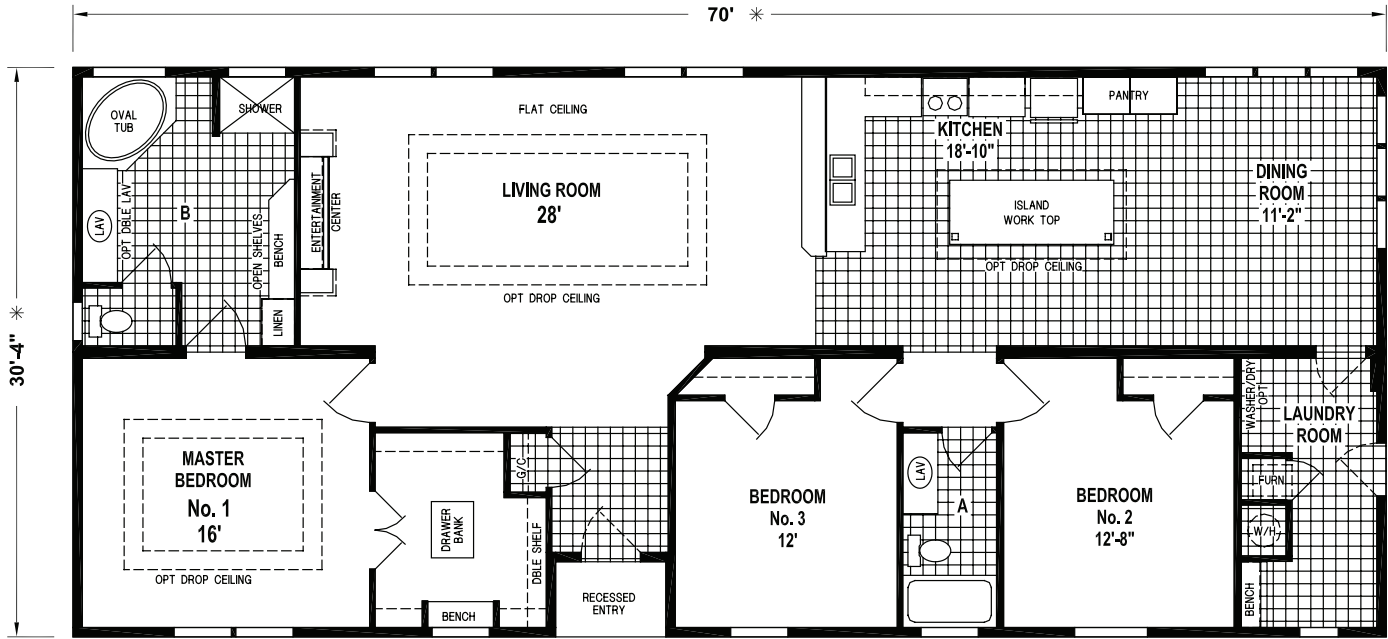 70' *
30'-4" *
OVAL
TUB
SHOWER
LAV
OPT DBLE LAV
B
OPEN SHELVES
BENCH
LINEN
ENTERTAINMENT
CENTER
FLAT CEILING
LIVING ROOM
28'
OPT DROP CEILING
KITCHEN
18'-10"
PANTRY
ISLAND
WORK TOP
OPT DROP CEILING
DINING
ROOM
11'-2"
MASTER
BEDROOM
No. 1
16'
OPT DROP CEILING
DRAWER
BANK
G/C
DBLE SHELF
BENCH
RECESSED
ENTRY
BEDROOM
No. 3
12'
LAV
A
BEDROOM
No. 2
12'-8"
WASHER/DRY
OPT
LAUNDRY
ROOM
FURN
W/H
BENCH